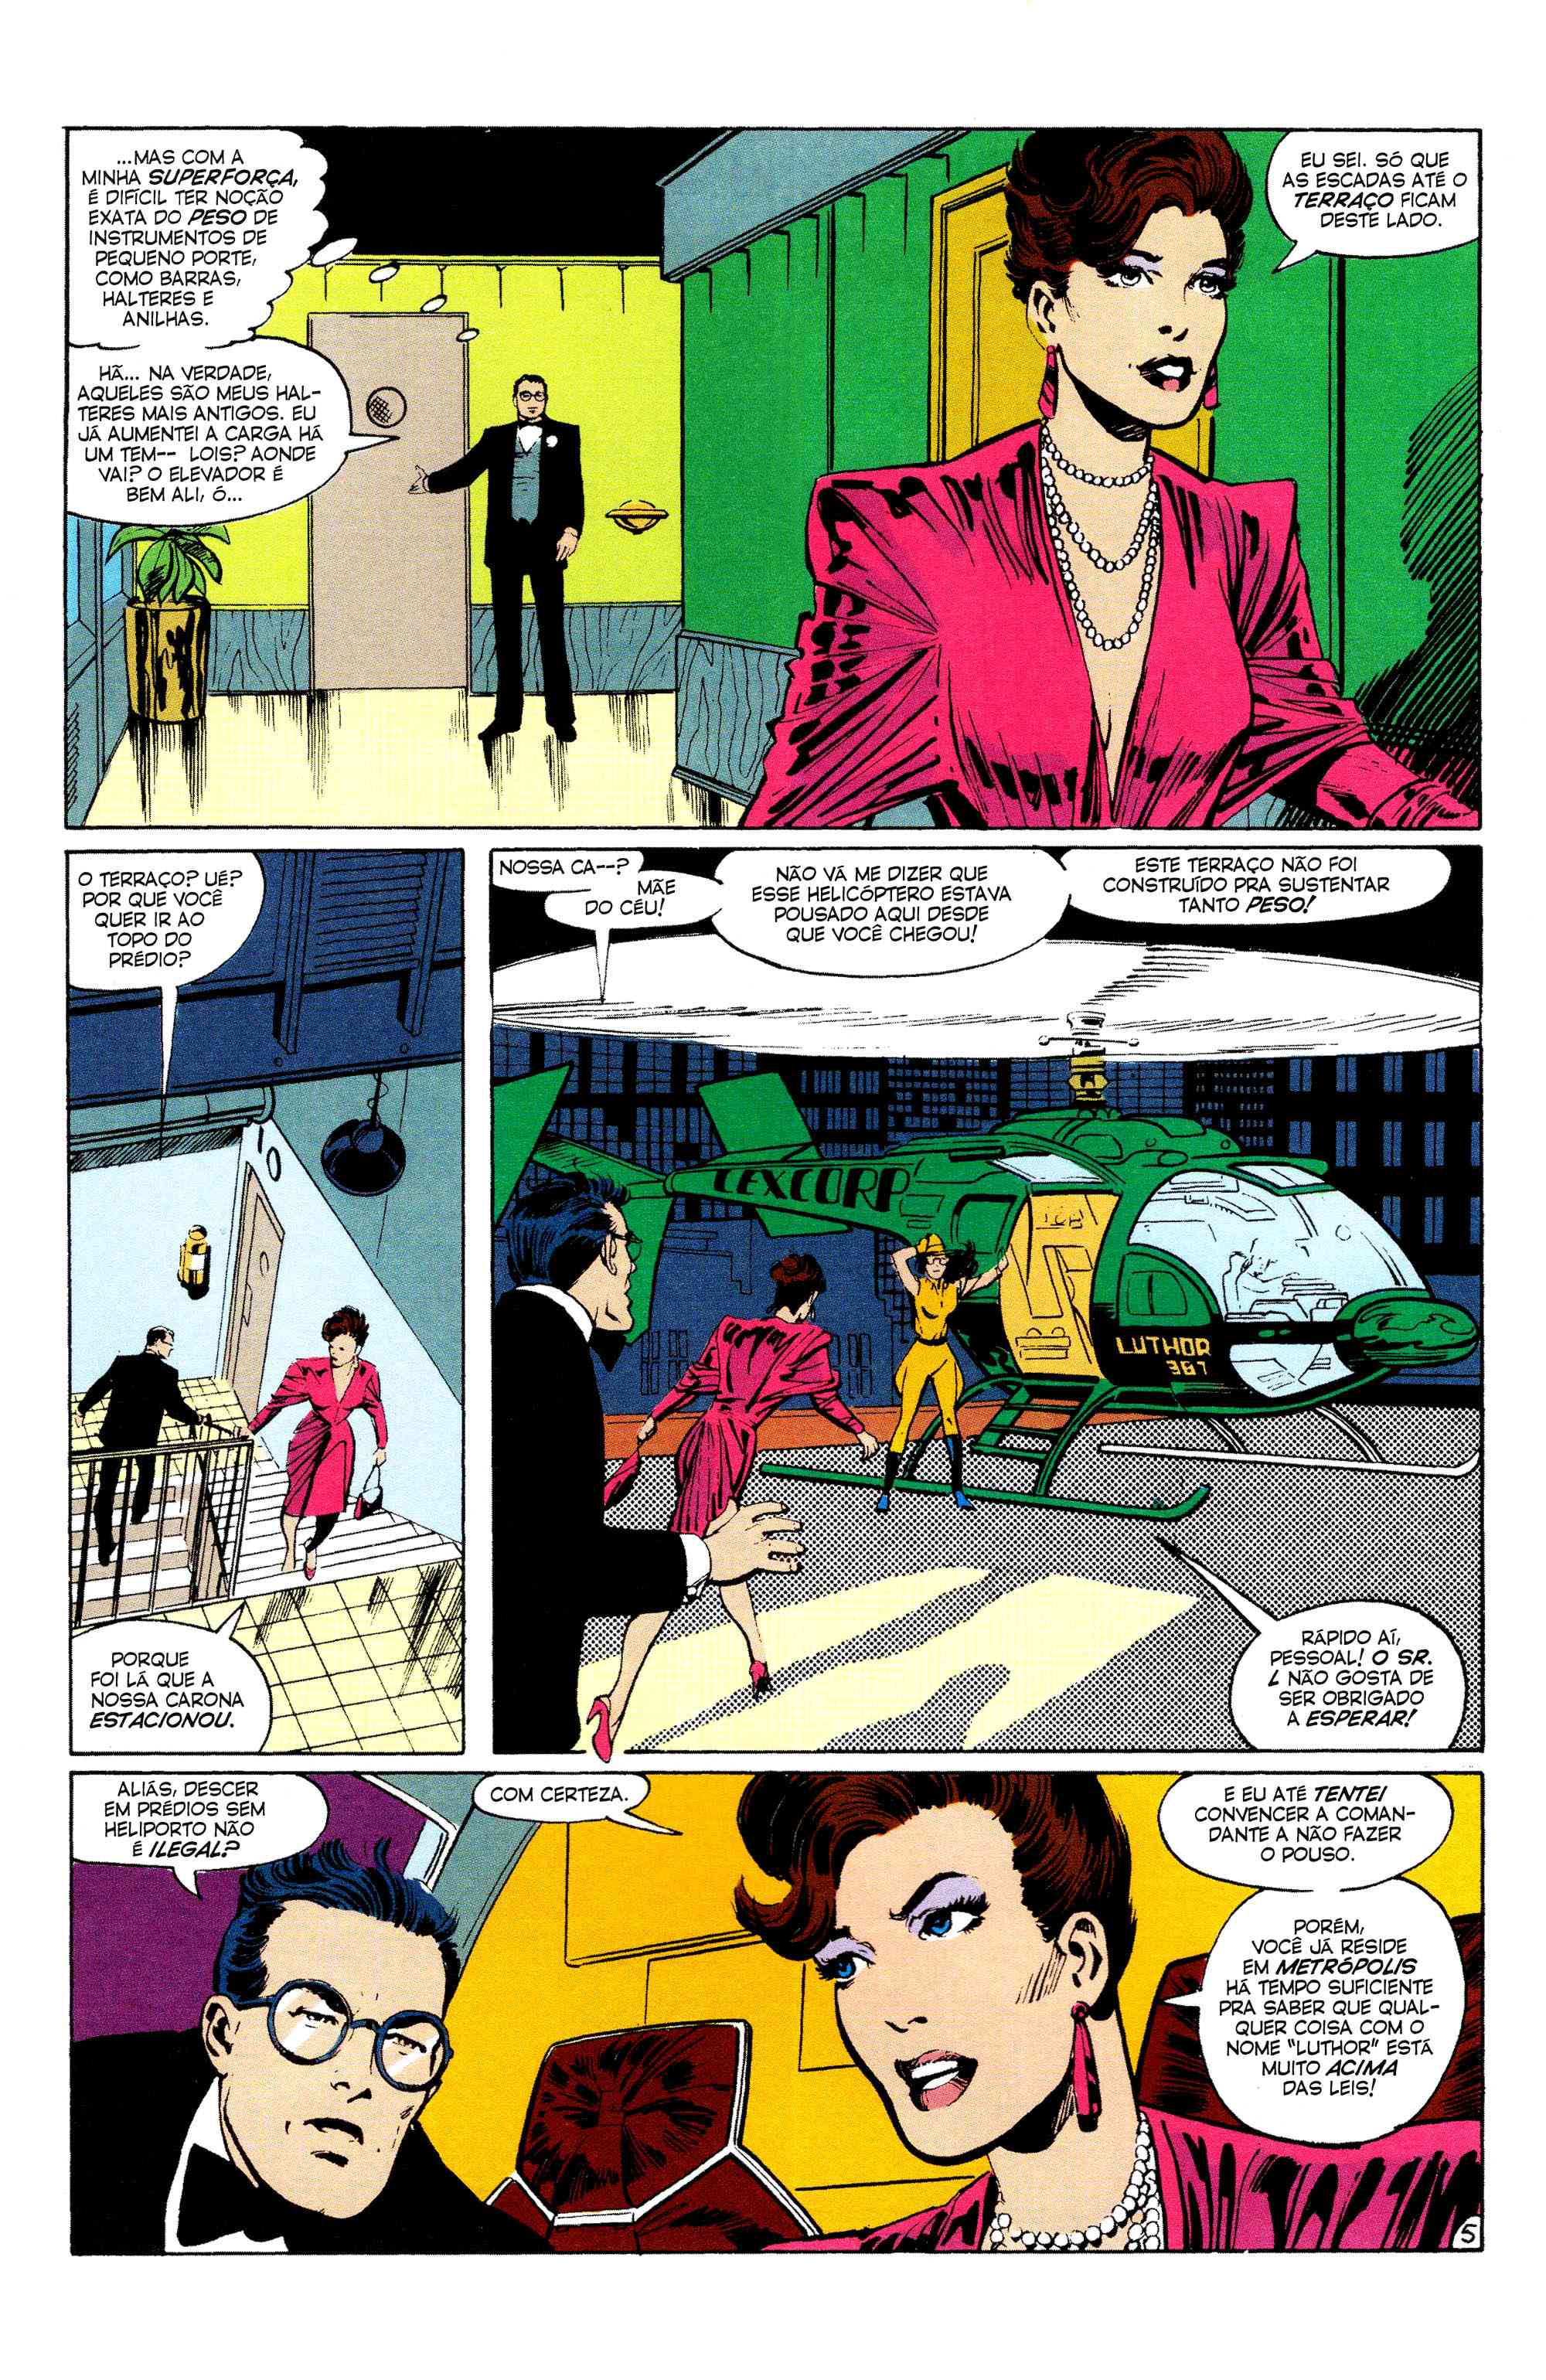 ...MAS COM A
MINHA SUPERFORÇA,
É DIFÍCIL TER NOÇÃO
EXATA DO PESO DE
INSTRUMENTOS DE
PEQUENO PORTE,
COMO BARRAS,
HALTERES E
ANILHAS.
HÃ... NA VERDADE,
AQUELES SÃO MEUS HAL-
TERES MAIS ANTIGOS. EU
JÁ AUMENTEI A CARGA HÁ
UM TEM-- LOIS? AONDE
VAI? O ELEVADOR É
BEM ALI, Ó...
EU SEI. SÓ QUE
AS ESCADAS ATÉ O
TERRAÇO FICAM
DESTE LADO.
O TERRAÇO? UÉ?
POR QUE VOCÊ
QUER IR AO
TOPO DO
PRÉDIO?
10
PORQUE
FOI LÁ QUE A
NOSSA CARONA
ESTACIONOU.
NOSSA CA--?
MÃE
DO CÉU!
NÃO VÁ ME DIZER QUE
ESSE HELICÓPTERO ESTAVA
POUSADO AQUI DESDE
QUE VOCÊ CHEGOU!
ESTE TERRAÇO NÃO FOI
CONSTRUÍDO PRA SUSTENTAR
TANTO PESO!
LEXCORP
LUTHOR
387
RÁPIDO AÍ,
PESSOAL! O SR.
L NÃO GOSTA DE
SER OBRIGADO
A ESPERAR!
ALIÁS, DESCER
EM PRÉDIOS SEM
HELIPORTO NÃO
É ILEGAL?
COM CERTEZA.
E EU ATÉ TENTEI
CONVENCER A COMAN-
DANTE A NÃO FAZER
O POUSO.
PORÉM,
VOCÊ JÁ RESIDE
EM METRÓPOLIS
HÁ TEMPO SUFICIENTE
PRA SABER QUE QUAL-
QUER COISA COM O
NOME "LUTHOR" ESTÁ
MUITO ACIMA
DAS LEIS!
5